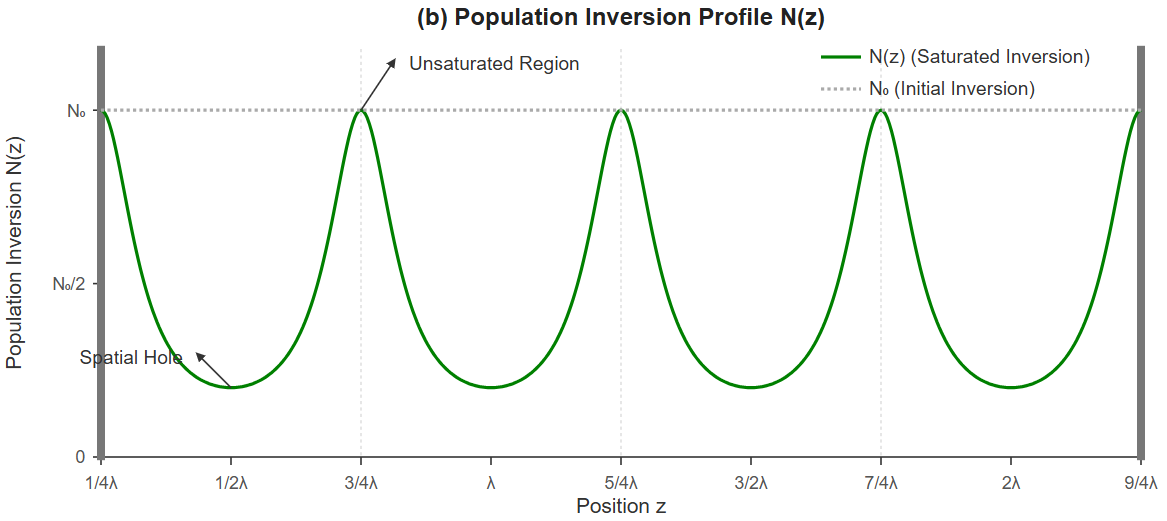 (b) Population Inversion Profile N(z)
Unsaturated Region
N(z) (Saturated Inversion)
N₀ (Initial Inversion)
N₀
N₀/2
0
Population Inversion N(z)
Spatial Hole
1/4λ 1/2λ 3/4λ λ 5/4λ 3/2λ 7/4λ 2λ 9/4λ
Position z